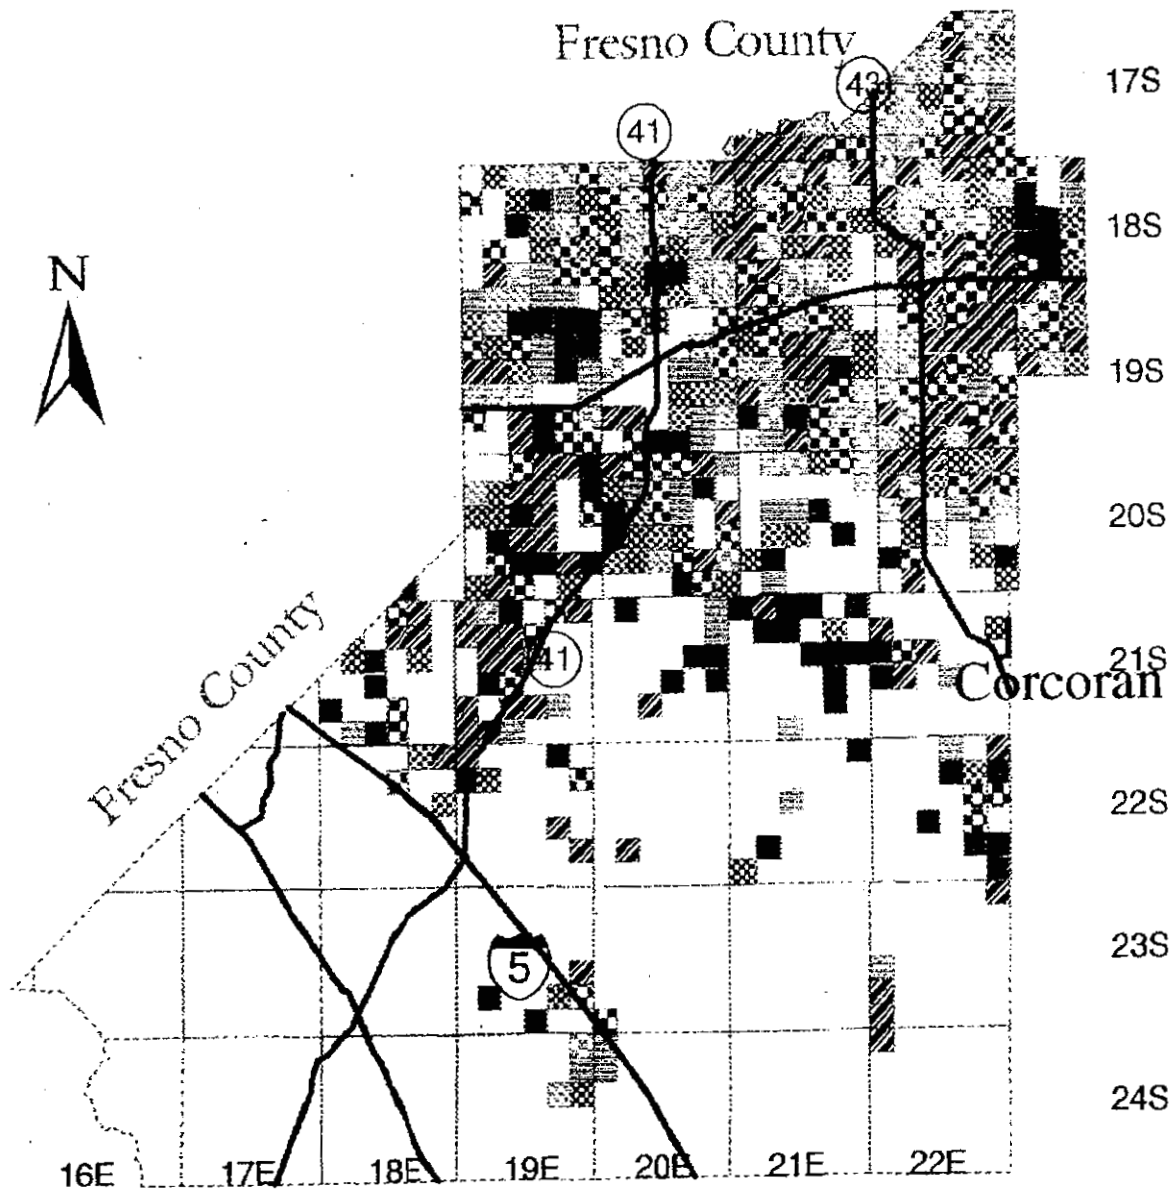 Fresno County
43
17S
41
18S
N
19S
20S
Fresno County
41
21S
Corcoran
22S
23S
5
24S
16E 17E 18E 19E 20E 21E 22E